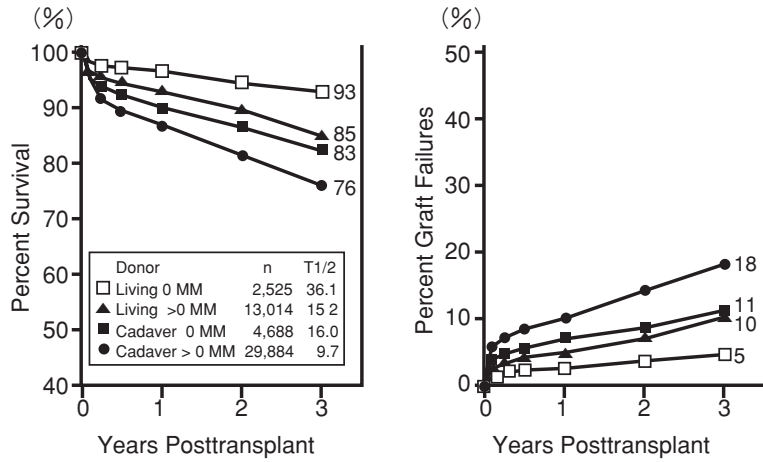 (%)
100
90
80
70
60
50
40
Percent Survival
93
85
83
76
Donor n T1/2
Living 0 MM 2,525 36.1
Living >0 MM 13,014 15 2
Cadaver 0 MM 4,688 16.0
Cadaver > 0 MM 29,884 9.7
0 1 2 3
Years Posttransplant
(%)
50
40
30
20
10
0
Percent Graft Failures
18
11
10
5
0 1 2 3
Years Posttransplant